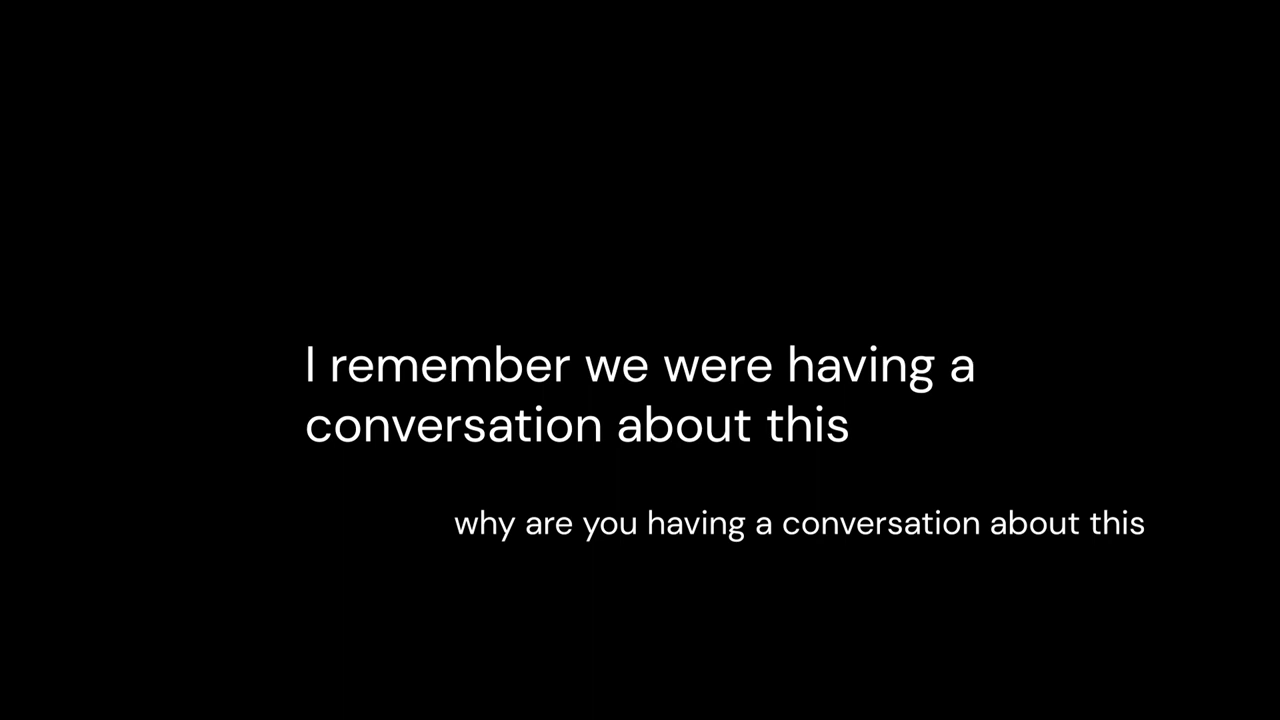 I remember we were having a
conversation about this
why are you having a conversation about this